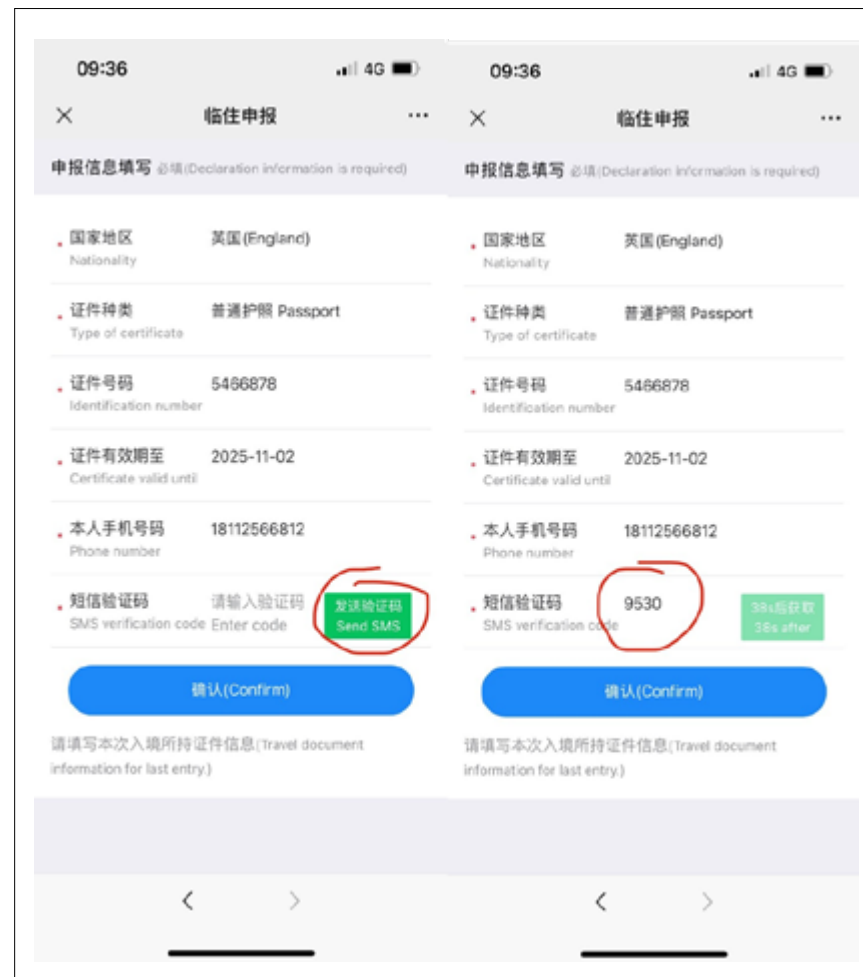 09:36
4G
临住申报
申报信息填写 必填(Declaration information is required)
国家地区 英国(England)
Nationality
证件种类 普通护照 Passport
Type of certificate
证件号码 5466878
Identification number
证件有效期至 2025-11-02
Certificate valid until
本人手机号码 18112566812
Phone number
短信验证码 请输入验证码 发送验证码
SMS verification code Enter code Send SMS
确认(Confirm)
请填写本次入境所持证件信息(Travel document
information for last entry.)
09:36
4G
临住申报
申报信息填写 必填(Declaration information is required)
国家地区 英国(England)
Nationality
证件种类 普通护照 Passport
Type of certificate
证件号码 5466878
Identification number
证件有效期至 2025-11-02
Certificate valid until
本人手机号码 18112566812
Phone number
短信验证码 9530 38s后获取
SMS verification code 38s after
确认(Confirm)
请填写本次入境所持证件信息(Travel document
information for last entry.)